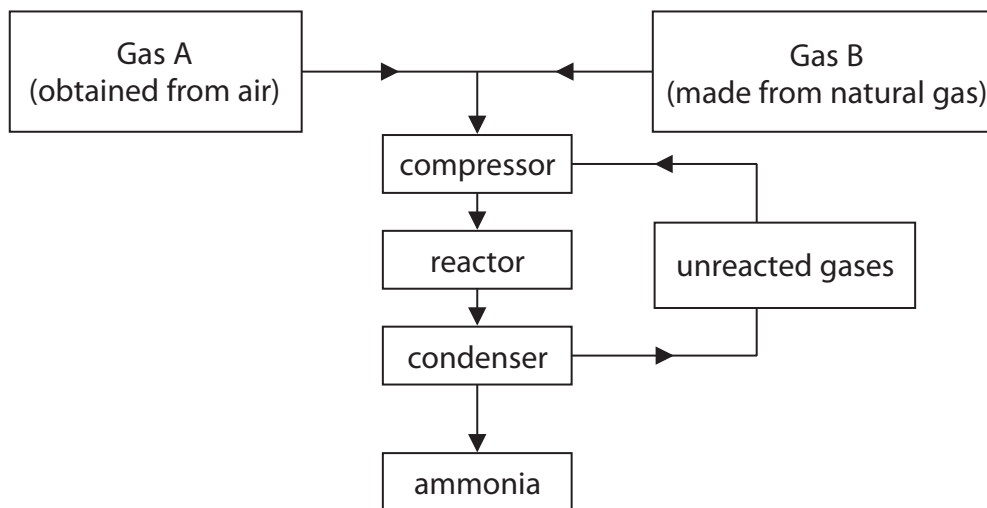 Gas A
(obtained from air)
Gas B
(made from natural gas)
compressor
reactor
unreacted gases
condenser
ammonia